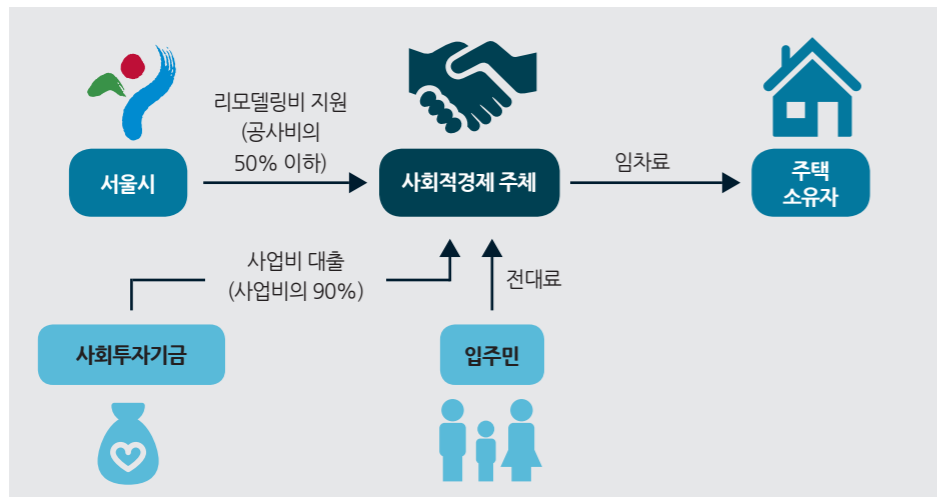 리모델링비 지원
(공사비의
50% 이하)
서울시
사회적경제 주체
임차료
주택
소유자
사업비 대출
(사업비의 90%)
전대료
사회투자기금
입주민